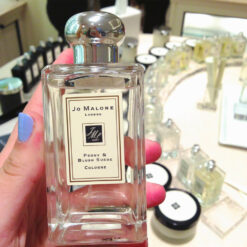 Jo Malone
London
Peony &
Blush Suede
Cologne